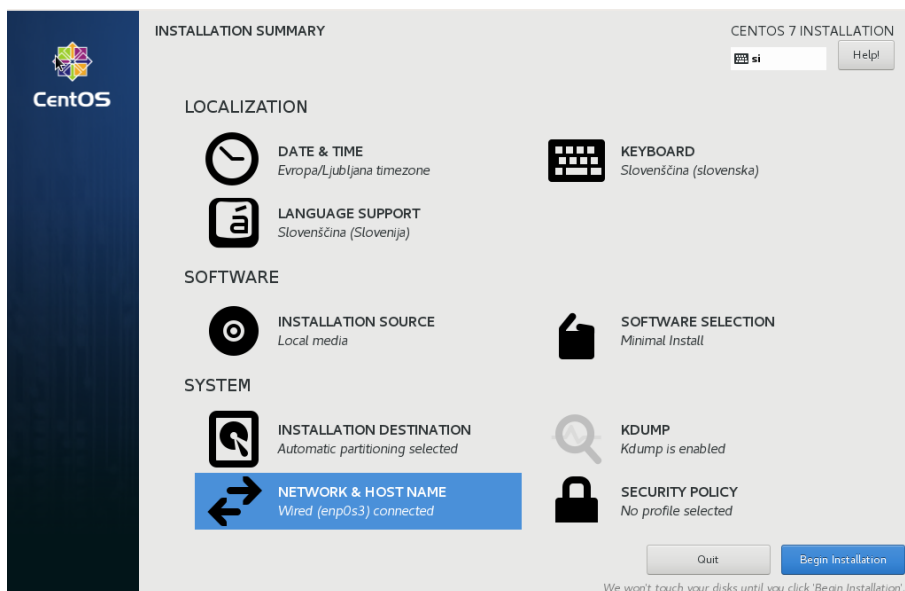 INSTALLATION SUMMARY
CENTOS 7 INSTALLATION
si
Help!
CentOS
LOCALIZATION
DATE & TIME
Evropa/Ljubljana timezone
KEYBOARD
Slovenščina (slovenska)
á
LANGUAGE SUPPORT
Slovenščina (Slovenija)
SOFTWARE
INSTALLATION SOURCE
Local media
SOFTWARE SELECTION
Minimal Install
SYSTEM
INSTALLATION DESTINATION
Automatic partitioning selected
KDUMP
Kdump is enabled
NETWORK & HOST NAME
Wired (enp0s3) connected
SECURITY POLICY
No profile selected
Quit
Begin Installation
We won't touch your disks until you click 'Begin Installation'.